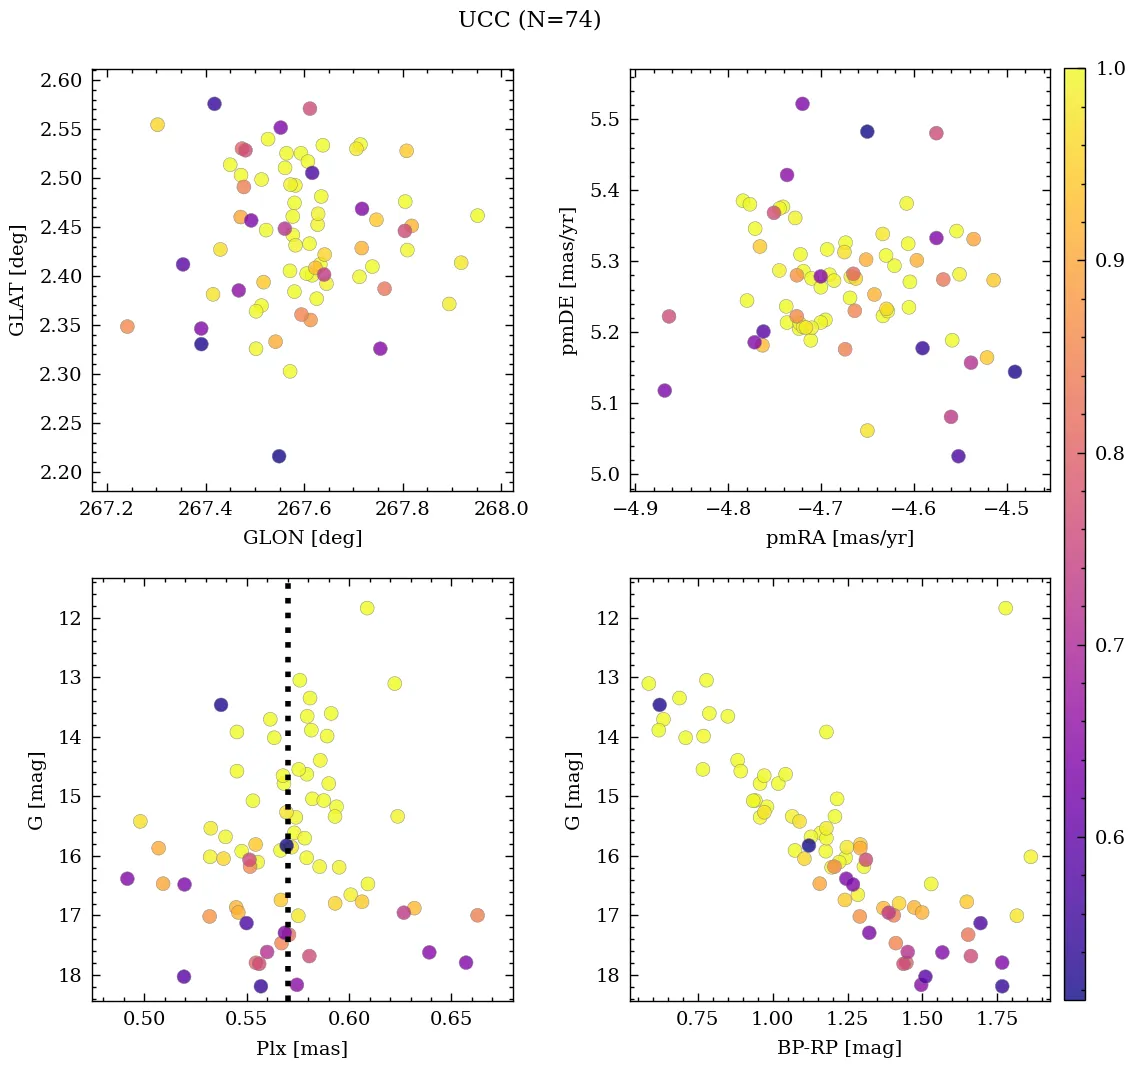 UCC (N=74)
2.60
2.55
2.50
2.45
2.40
2.35
2.30
2.25
2.20
GLAT [deg]
267.2 267.4 267.6 267.8 268.0
GLON [deg]
5.5
5.4
5.3
5.2
5.1
5.0
pmDE [mas/yr]
−4.9 −4.8 −4.7 −4.6 −4.5
pmRA [mas/yr]
1.0
0.9
0.8
0.7
0.6
12
13
14
15
16
17
18
G [mag]
0.50 0.55 0.60 0.65
Plx [mas]
12
13
14
15
16
17
18
G [mag]
0.75 1.00 1.25 1.50 1.75
BP-RP [mag]